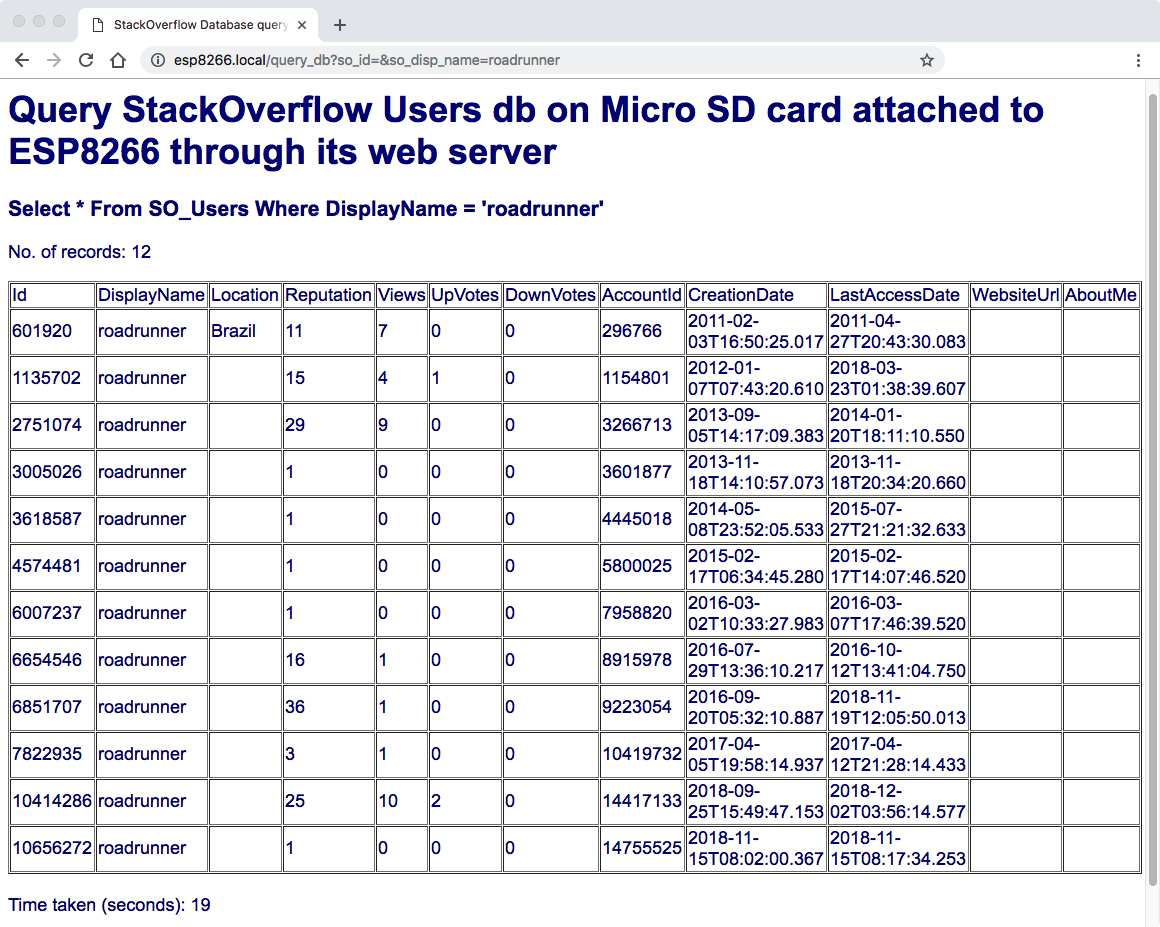 StackOverflow Database query
esp8266.local/query_db?so_id=&so_disp_name=roadrunner
Query StackOverflow Users db on Micro SD card attached to
ESP8266 through its web server
Select * From SO_Users Where DisplayName = 'roadrunner'
No. of records: 12
Id DisplayName Location Reputation Views UpVotes DownVotes AccountId CreationDate LastAccessDate WebsiteUrl AboutMe
601920 roadrunner Brazil 11 7 0 0 296766 2011-02-03T16:50:25.017 2011-04-27T20:43:30.083
1135702 roadrunner 15 4 1 0 1154801 2012-01-07T07:43:20.610 2018-03-23T01:38:39.607
2751074 roadrunner 29 9 0 0 3266713 2013-09-05T14:17:09.383 2014-01-20T18:11:10.550
3005026 roadrunner 1 0 0 0 3601877 2013-11-18T14:10:57.073 2013-11-18T20:34:20.660
3618587 roadrunner 1 0 0 0 4445018 2014-05-08T23:52:05.533 2015-07-27T21:21:32.633
4574481 roadrunner 1 0 0 0 5800025 2015-02-17T06:34:45.280 2015-02-17T14:07:46.520
6007237 roadrunner 1 0 0 0 7958820 2016-03-02T10:33:27.983 2016-03-07T17:46:39.520
6654546 roadrunner 16 1 0 0 8915978 2016-07-29T13:36:10.217 2016-10-12T13:41:04.750
6851707 roadrunner 36 1 0 0 9223054 2016-09-20T05:32:10.887 2018-11-19T12:05:50.013
7822935 roadrunner 3 1 0 0 10419732 2017-04-05T19:58:14.937 2017-04-12T21:28:14.433
10414286 roadrunner 25 10 2 0 14417133 2018-09-25T15:49:47.153 2018-12-02T03:56:14.577
10656272 roadrunner 1 0 0 0 14755525 2018-11-15T08:02:00.367 2018-11-15T08:17:34.253
Time taken (seconds): 19